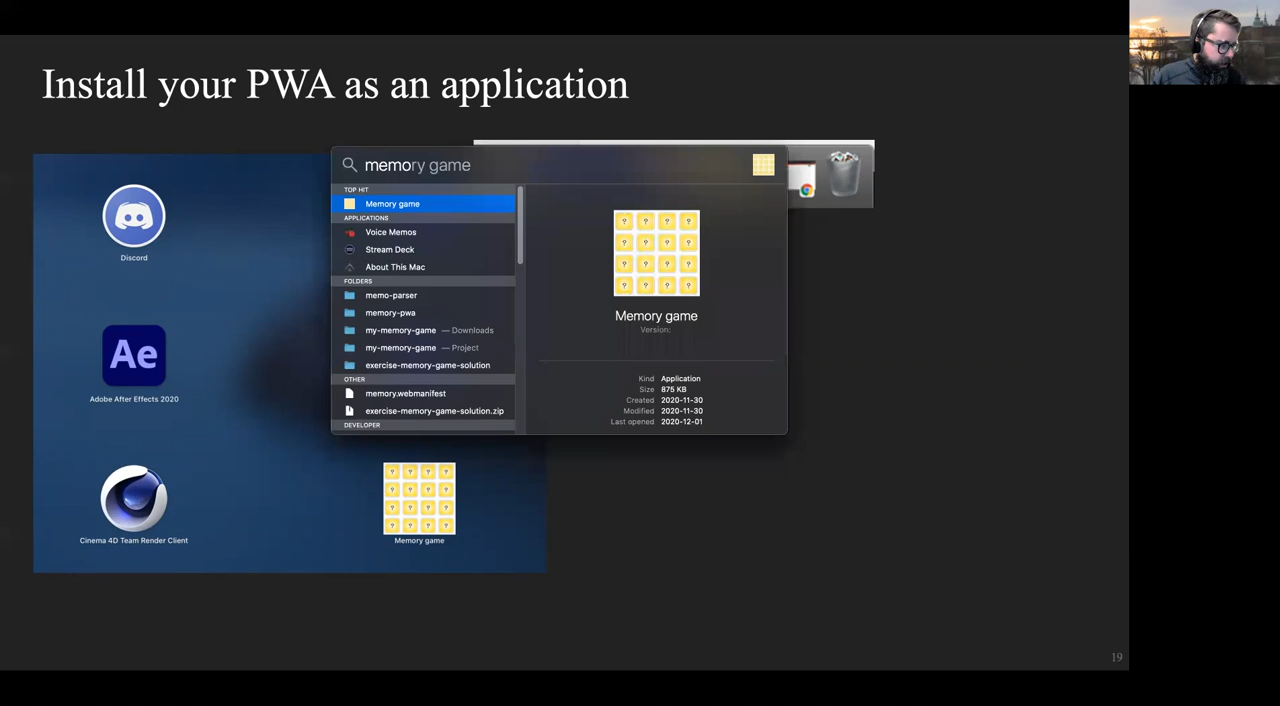 Install your PWA as an application
memory game
TOP HIT
Memory game
APPLICATIONS
Voice Memos
Stream Deck
About This Mac
FOLDERS
memo-parser
memory-pwa
my-memory-game — Downloads
my-memory-game — Project
exercise-memory-game-solution
OTHER
memory.webmanifest
exercise-memory-game-solution.zip
DEVELOPER
Memory game
Version:
Kind Application
Size 875 KB
Created 2020-11-30
Modified 2020-11-30
Last opened 2020-12-01
Discord
Ae
Adobe After Effects 2020
Cinema 4D Team Render Client
? ? ? ?
? ? ? ?
? ? ? ?
? ? ? ?
Memory game
? ? ? ?
? ? ? ?
? ? ? ?
? ? ? ?
19